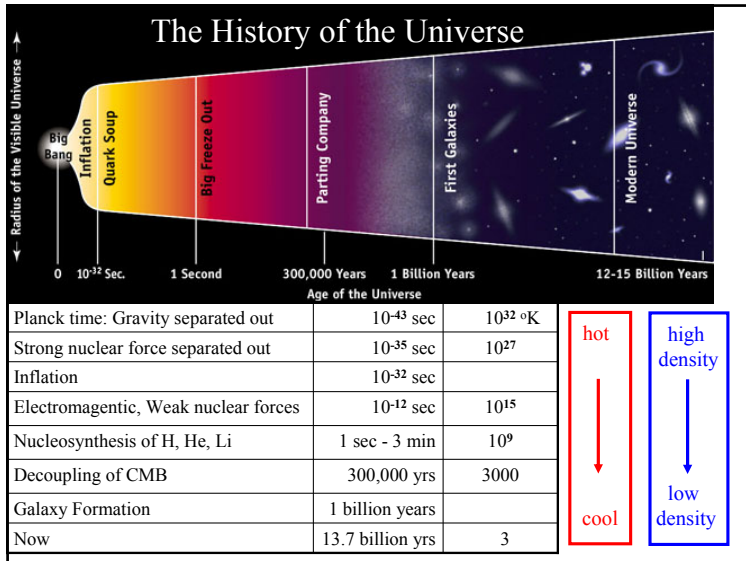 The History of the Universe
Radius of the Visible Universe
Big
Bang
Inflation
Quark Soup
Big Freeze Out
Parting Company
First Galaxies
Modern Universe
0 10-32 Sec. 1 Second 300,000 Years 1 Billion Years 12-15 Billion Years
Age of the Universe
Planck time: Gravity separated out 10-43 sec 1032 oK
Strong nuclear force separated out 10-35 sec 1027
Inflation 10-32 sec
Electromagentic, Weak nuclear forces 10-12 sec 1015
Nucleosynthesis of H, He, Li 1 sec - 3 min 109
Decoupling of CMB 300,000 yrs 3000
Galaxy Formation 1 billion years
Now 13.7 billion yrs 3
hot
cool
high
density
low
density